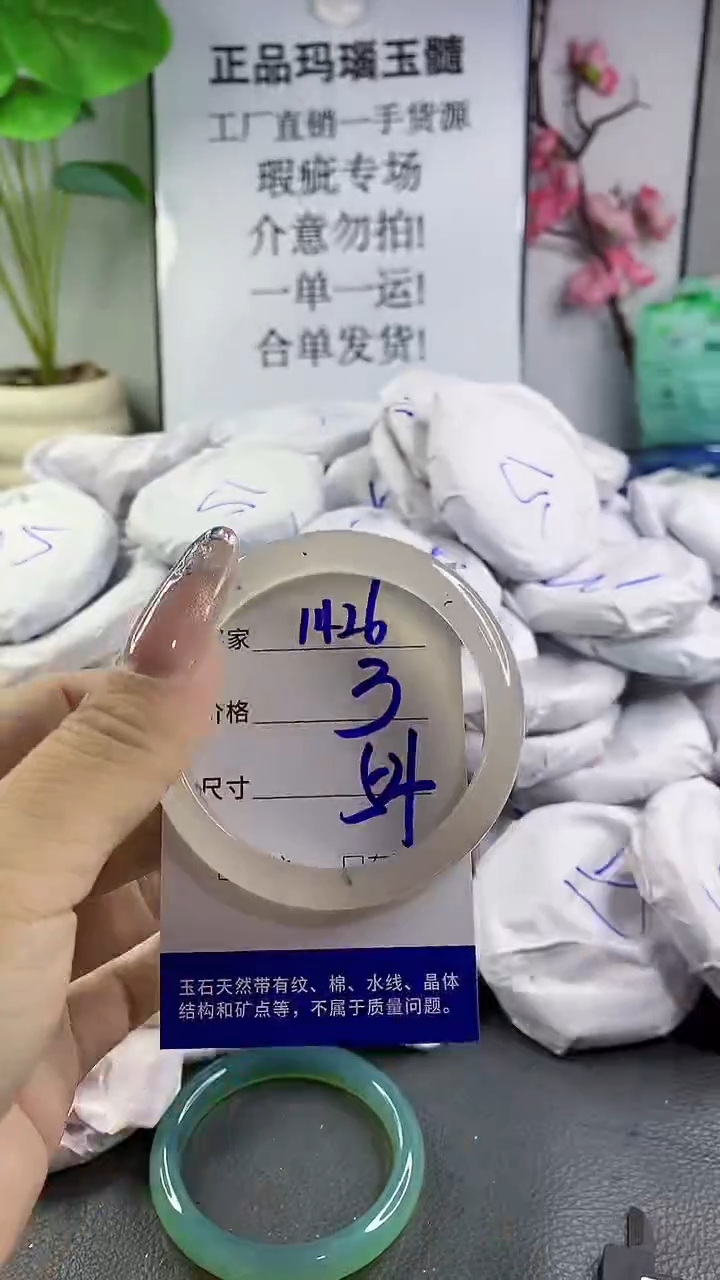 正品玛瑙玉髓
工厂直销一手货源
瑕疵专场
介意勿拍!
一单一运!
合单发货!
家 1426
价格 3
尺寸
玉石天然带有纹、棉、水线、晶体
结构和矿点等，不属于质量问题。